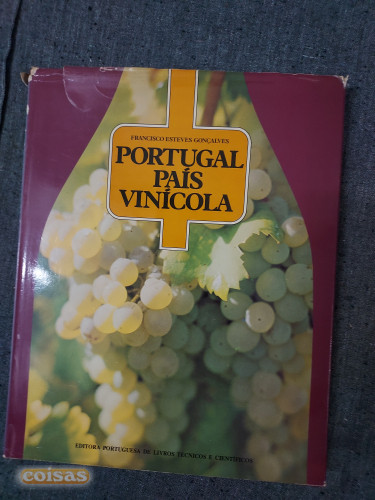 FRANCISCO ESTEVES GONÇALVES
PORTUGAL
PAÍS
VINÍCOLA
EDITORA PORTUGUESA DE LIVROS TÉCNICOS E CIENTÍFICOS
coisas